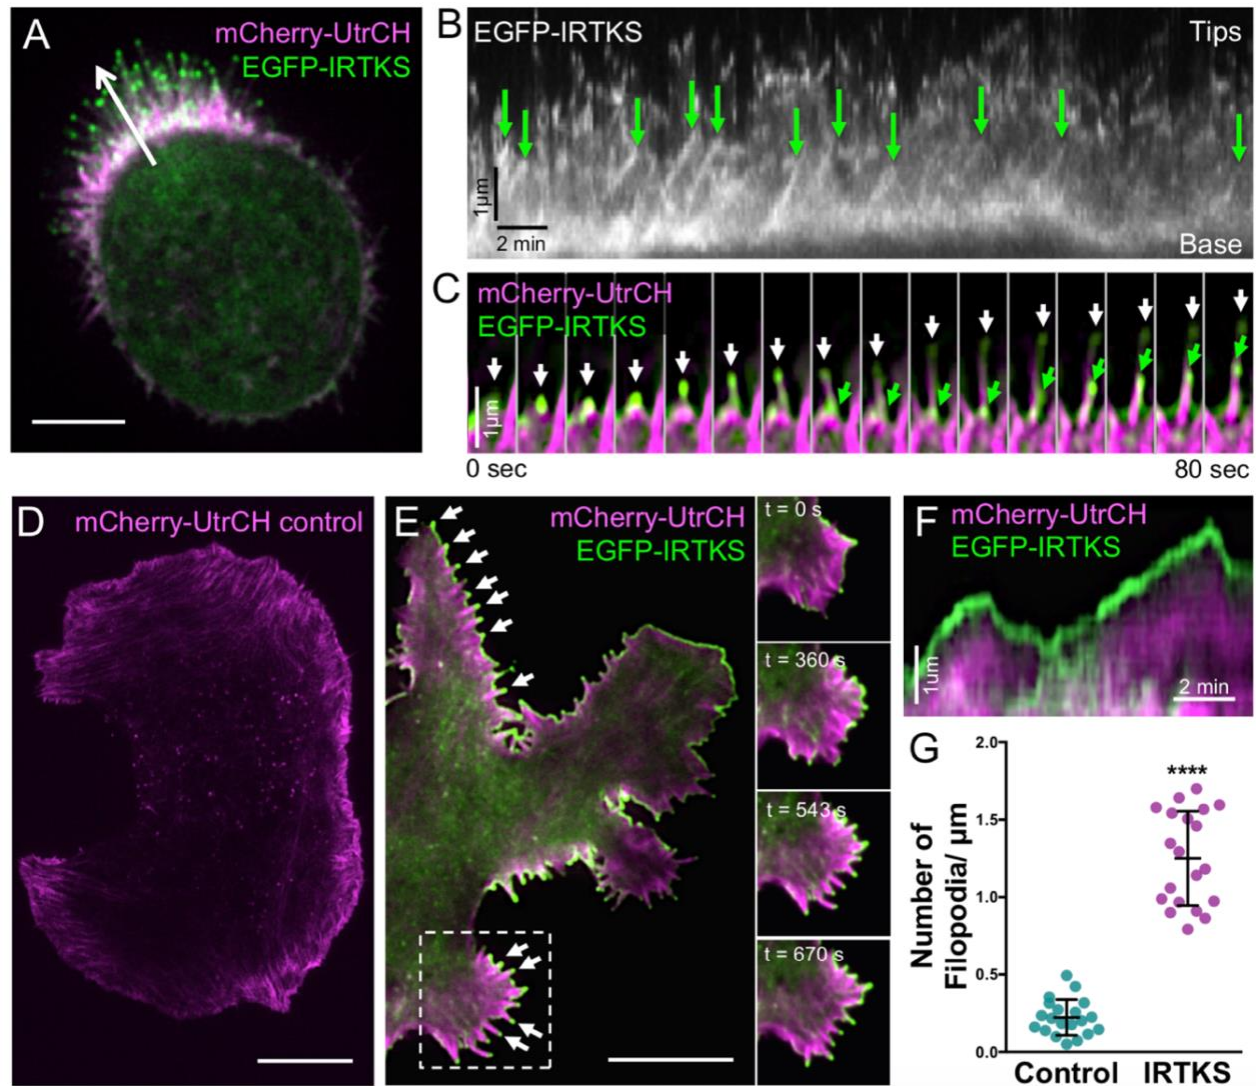 A
mCherry-UtrCH
EGFP-IRTKS
B
EGFP-IRTKS
Tips
1µm
2 min
Base
C
mCherry-UtrCH
EGFP-IRTKS
1µm
0 sec
80 sec
D
mCherry-UtrCH control
E
mCherry-UtrCH
EGFP-IRTKS
t = 0 s
t = 360 s
t = 543 s
t = 670 s
F
mCherry-UtrCH
EGFP-IRTKS
1um
2 min
G
Number of
Filopodia/ µm
2.0
1.5
1.0
0.5
0.0
****
Control
IRTKS